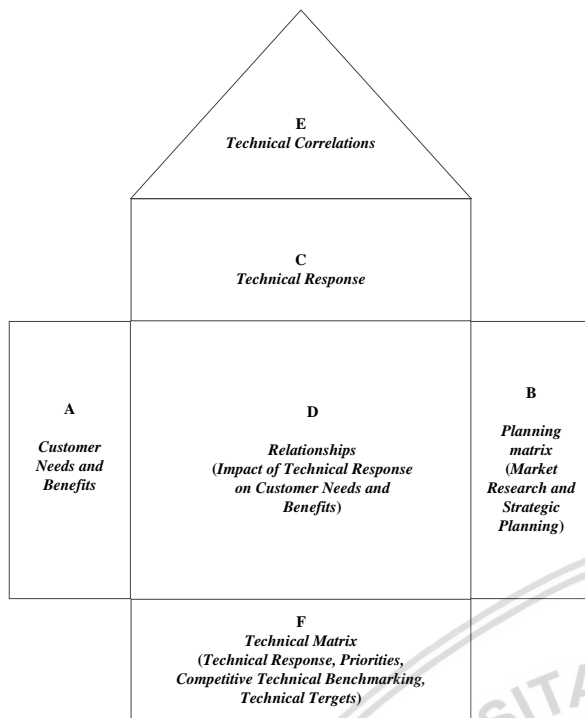 E
Technical Correlations
C
Technical Response
A
Customer
Needs and
Benefits
D
Relationships
(Impact of Technical Response
on Customer Needs and
Benefits)
B
Planning
matrix
(Market
Research and
Strategic
Planning)
F
Technical Matrix
(Technical Response, Priorities,
Competitive Technical Benchmarking,
Technical Tergets)
SITA